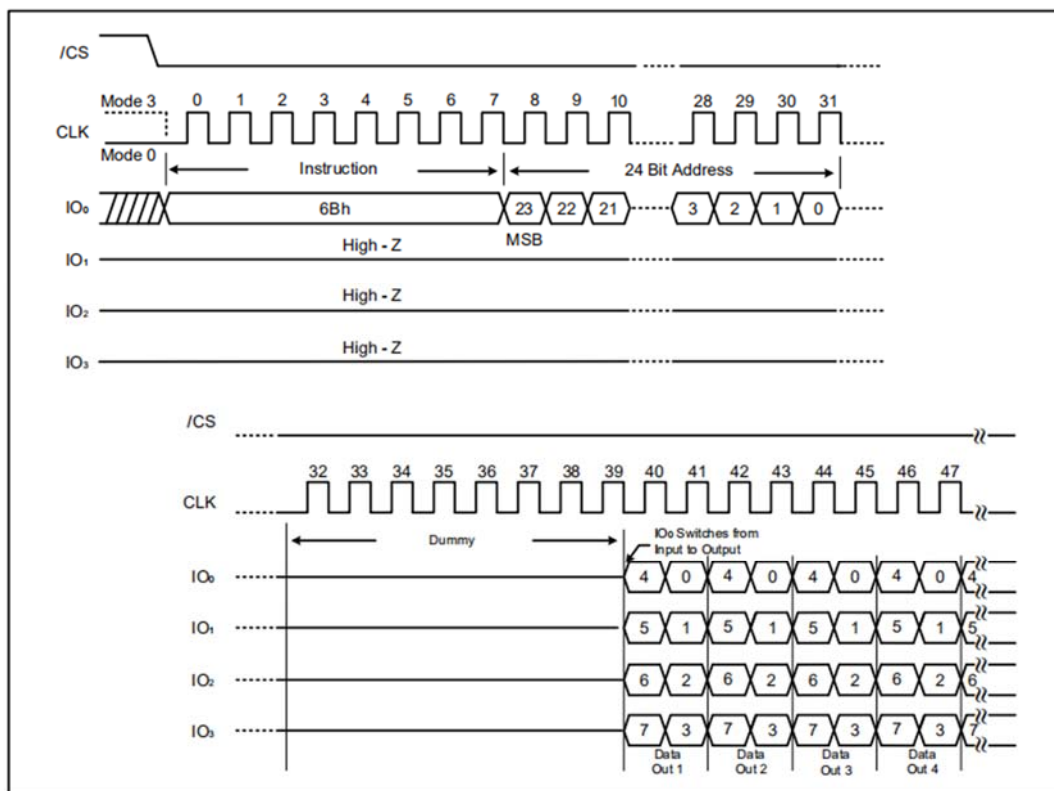 /CS
Mode 3 0 1 2 3 4 5 6 7 8 9 10 28 29 30 31
CLK
Mode 0
Instruction 24 Bit Address
IO₀ 6Bh 23 22 21 3 2 1 0
MSB
High - Z
IO₁
High - Z
IO₂
High - Z
IO₃
/CS
32 33 34 35 36 37 38 39 40 41 42 43 44 45 46 47
CLK
Dummy
IO₀ Switches from
Input to Output
IO₀ 4 0 4 0 4 0 4 0 4
IO₁ 5 1 5 1 5 1 5 1 5
IO₂ 6 2 6 2 6 2 6 2 6
IO₃ 7 3 7 3 7 3 7 3 7
Data Out 1
Data Out 2
Data Out 3
Data Out 4